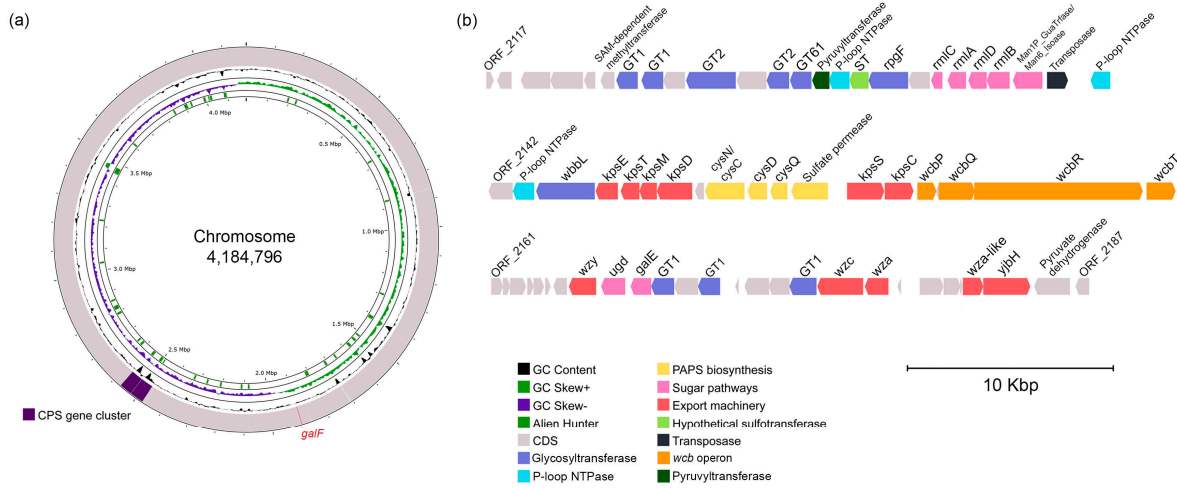 (a)
4.0 Mbp
0.5 Mbp
3.5 Mbp
1.0 Mbp
Chromosome
4,184,796
3.0 Mbp
1.5 Mbp
2.5 Mbp
2.0 Mbp
CPS gene cluster
galF
(b)
ORF_2117
SAM-dependent
methyltransferase
GT1
GT1
GT2
GT2
GT61
Pyruvyltransferase
P-loop NTPase
ST
rpgF
rmlC
rmlA
rmlD
rmlB
Man1P_GuaTrfase/
Man6_Isoase
Transposase
P-loop NTPase
ORF_2142
P-loop NTPase
wbbL
kpsE
kpsT
kpsM
kpsD
cysN/
cysC
cysD
cysQ
Sulfate permease
kpsS
kpsC
wcbP
wcbQ
wcbR
wcbT
ORF_2161
wzy
ugd
galE
GT1
GT1
GT1
wzc
wza
wza-like
yjbH
Pyruvate
dehydrogenase
ORF_2187
GC Content
GC Skew+
GC Skew-
Alien Hunter
CDS
Glycosyltransferase
P-loop NTPase
PAPS biosynthesis
Sugar pathways
Export machinery
Hypothetical sulfotransferase
Transposase
wcb operon
Pyruvyltransferase
10 Kbp